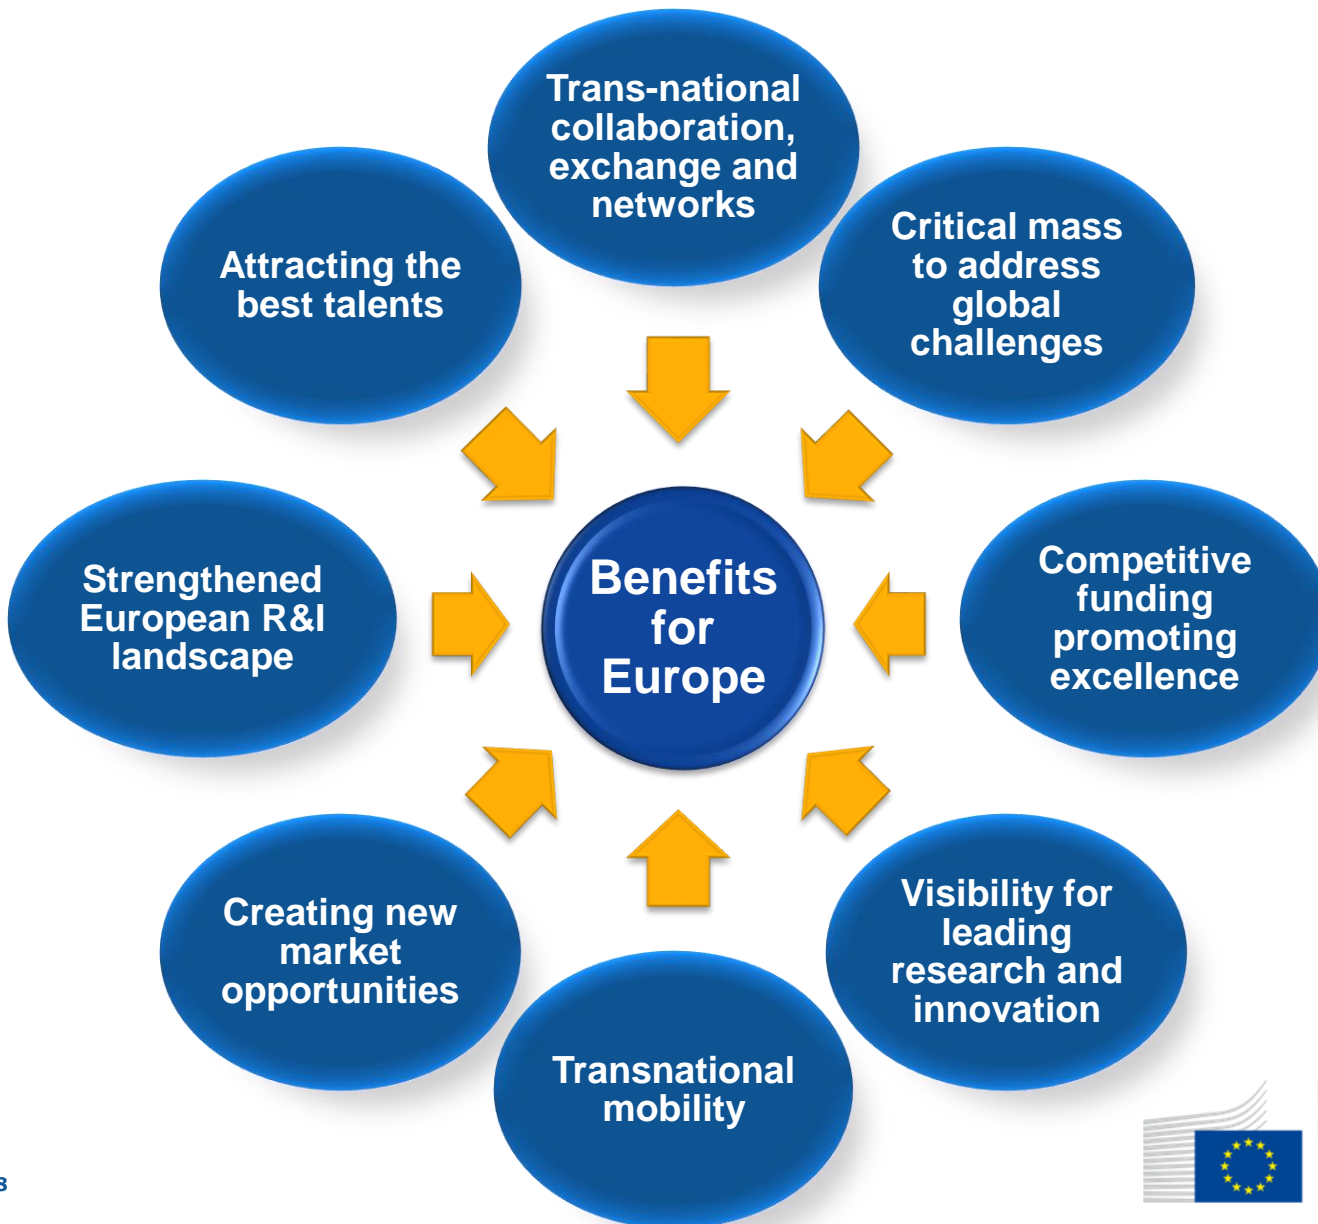 Trans-national
collaboration,
exchange and
networks
Attracting the
best talents
Critical mass
to address
global
challenges
Strengthened
European R&I
landscape
Benefits
for
Europe
Competitive
funding
promoting
excellence
Creating new
market
opportunities
Visibility for
leading
research and
innovation
Transnational
mobility
8